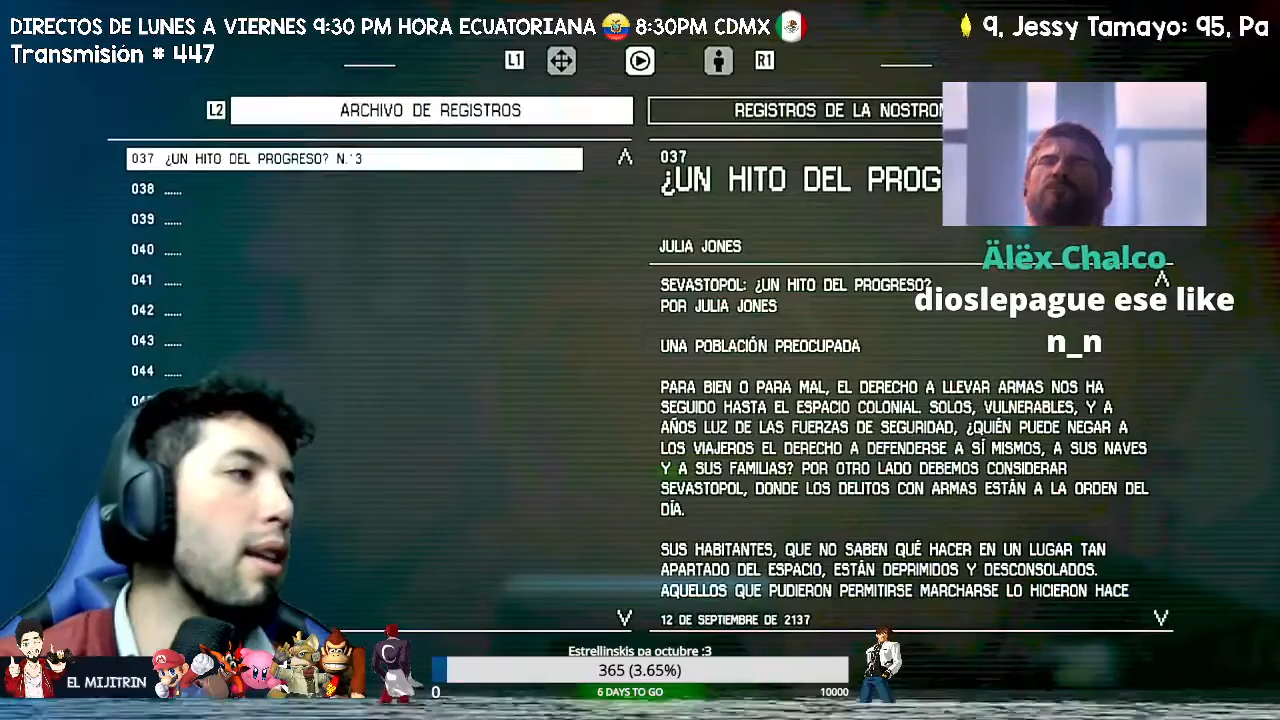 DIRECTOS DE LUNES A VIERNES 9:30 PM HORA ECUATORIANA 8:30PM CDMX
Transmisión # 447
9, Jessy Tamayo: 95, Pa
L1
R1
L2
ARCHIVO DE REGISTROS
REGISTROS DE LA NOSTROM
037 ¿UN HITO DEL PROGRESO? N.°3
038 ......
039 ......
040 ......
041 ......
042 ......
043 ......
044 ......
037
¿UN HITO DEL PROG
JULIA JONES
SEVASTOPOL: ¿UN HITO DEL PROGRESO?
POR JULIA JONES
UNA POBLACIÓN PREOCUPADA
PARA BIEN O PARA MAL, EL DERECHO A LLEVAR ARMAS NOS HA
SEGUIDO HASTA EL ESPACIO COLONIAL. SOLOS, VULNERABLES, Y A
AÑOS LUZ DE LAS FUERZAS DE SEGURIDAD, ¿QUIÉN PUEDE NEGAR A
LOS VIAJEROS EL DERECHO A DEFENDERSE A SÍ MISMOS, A SUS NAVES
Y A SUS FAMILIAS? POR OTRO LADO DEBEMOS CONSIDERAR
SEVASTOPOL, DONDE LOS DELITOS CON ARMAS ESTÁN A LA ORDEN DEL
DÍA.
SUS HABITANTES, QUE NO SABEN QUÉ HACER EN UN LUGAR TAN
APARTADO DEL ESPACIO, ESTÁN DEPRIMIDOS Y DESCONSOLADOS.
AQUELLOS QUE PUDIERON PERMITIRSE MARCHARSE LO HICIERON HACE
12 DE SEPTIEMBRE DE 2137
Älëx Chalco
dioslepague ese like
n_n
EL MIJITRIN
Estrellinskis pa octubre :3
365 (3.65%)
0
6 DAYS TO GO
10000